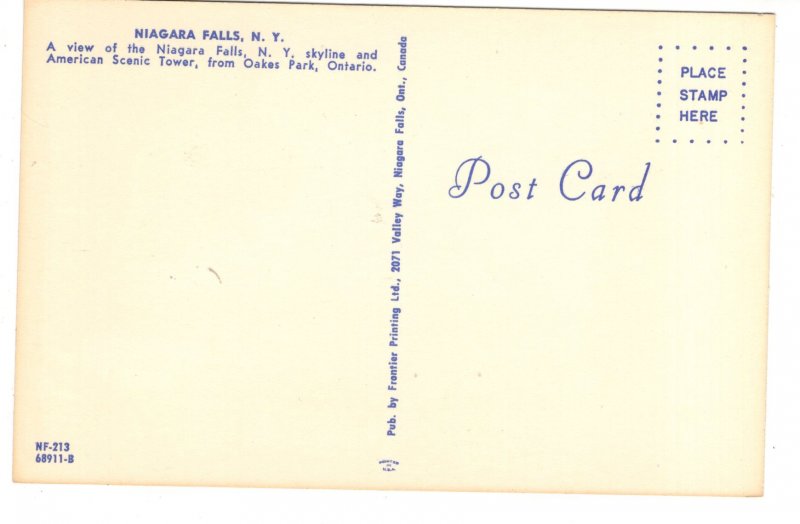 NIAGARA FALLS, N. Y.
A view of the Niagara Falls, N. Y. skyline and
American Scenic Tower, from Oakes Park, Ontario.
Pub. by Frontier Printing Ltd., 2071 Valley Way, Niagara Falls, Ont., Canada
PLACE
STAMP
HERE
Post Card
NF-213
68911-B